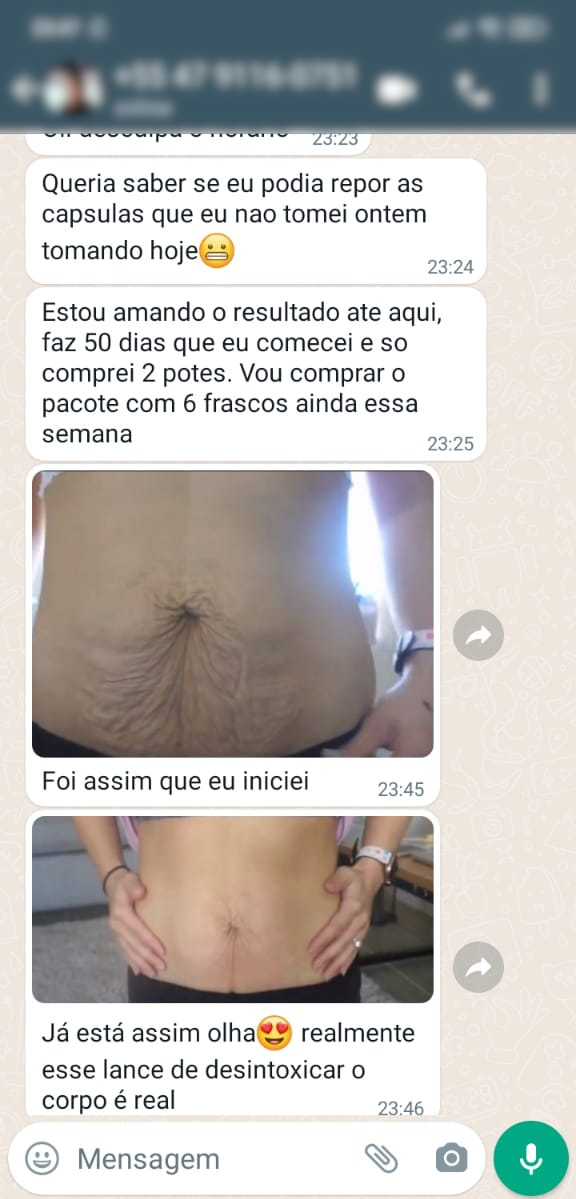 23:23
Queria saber se eu podia repor as
capsulas que eu nao tomei ontem
tomando hoje😬
23:24
Estou amando o resultado ate aqui,
faz 50 dias que eu comecei e so
comprei 2 potes. Vou comprar o
pacote com 6 frascos ainda essa
semana
23:25
Foi assim que eu iniciei
23:45
Já está assim olha😍 realmente
esse lance de desintoxicar o
corpo é real
23:46
Mensagem